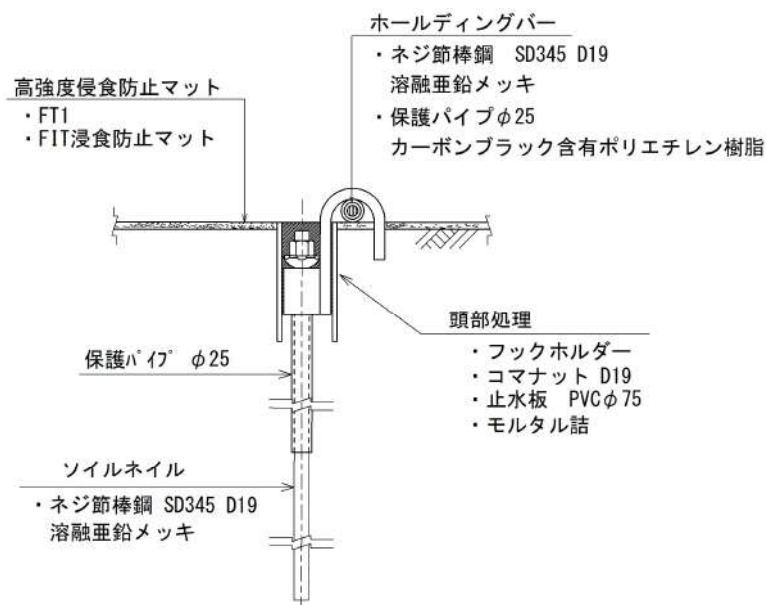 ホールディングバー
・ネジ節棒鋼 SD345 D19
溶融亜鉛メッキ
・保護パイプφ25
カーボンブラック含有ポリエチレン樹脂
高強度侵食防止マット
・FT1
・FIT浸食防止マット
頭部処理
・フックホルダー
・コマナット D19
・止水板 PVCφ75
・モルタル詰
保護ﾊﾟｲﾌﾟ φ25
ソイルネイル
・ネジ節棒鋼 SD345 D19
溶融亜鉛メッキ